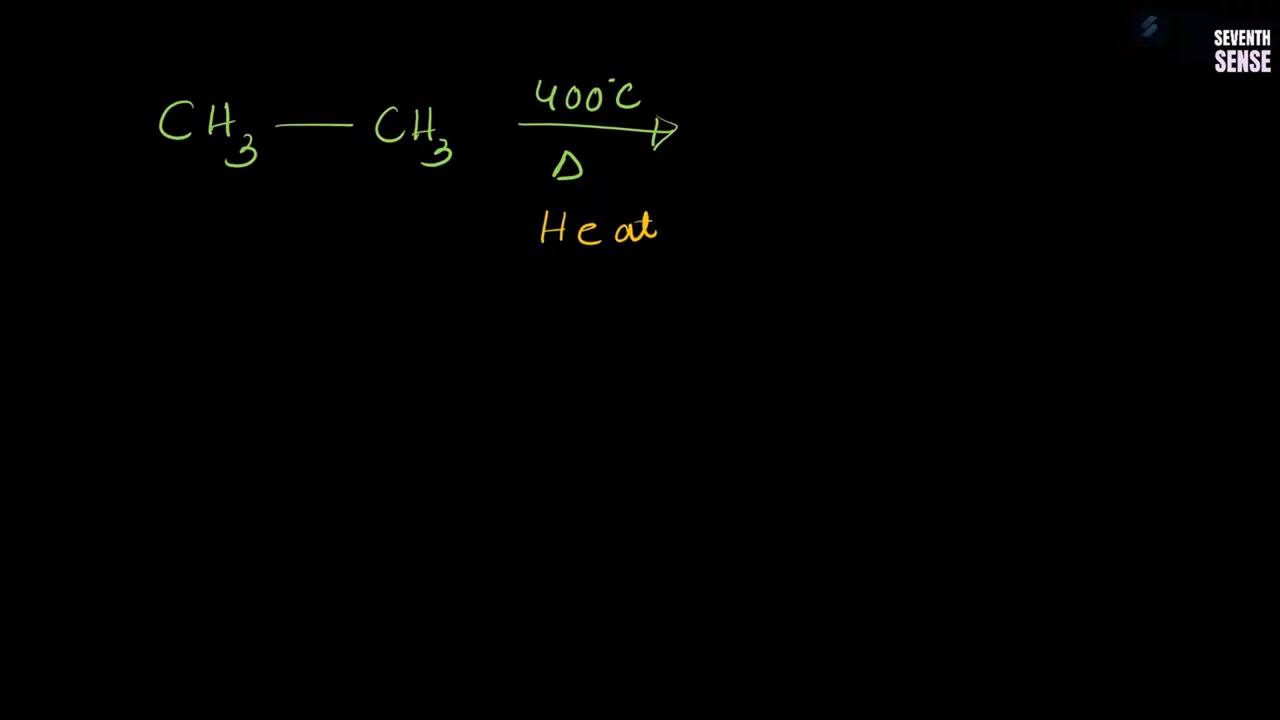 CH₃ — CH₃ 400°C →
Δ
Heat
SEVENTH
SENSE